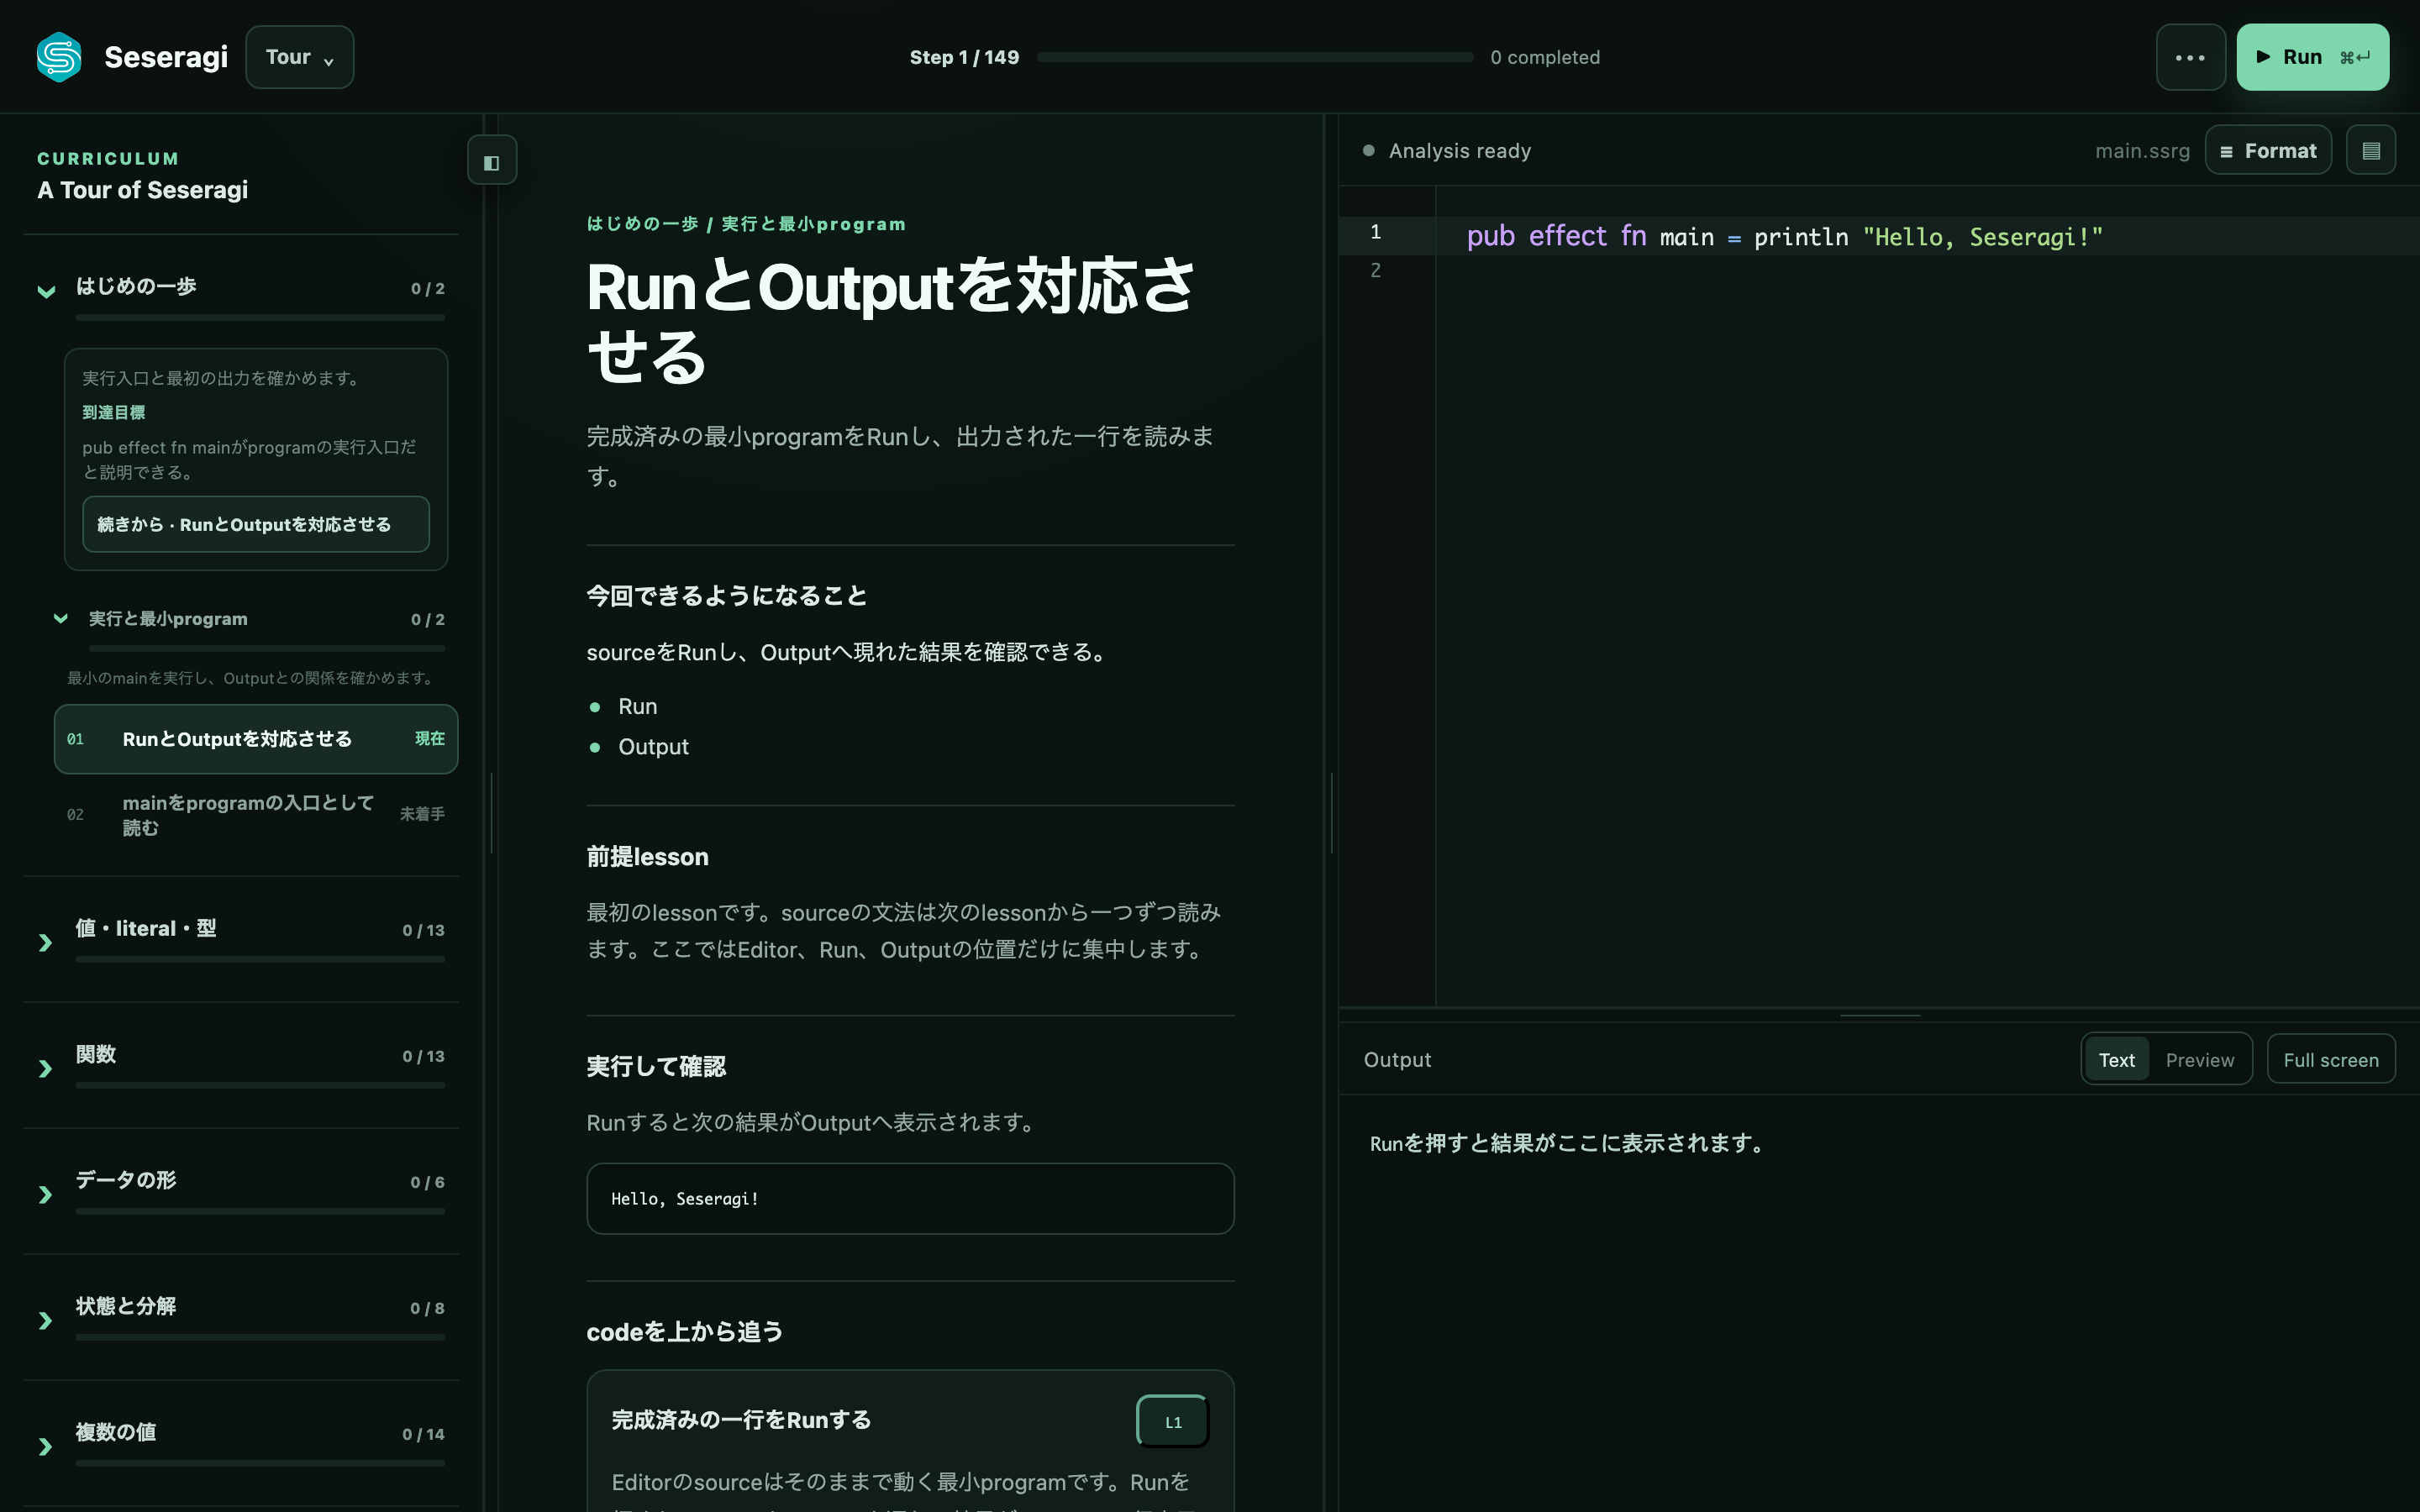 Seseragi
Tour
Step 1 / 149
0 completed
Run ⌘↵
CURRICULUM
A Tour of Seseragi
はじめの一歩
0 / 2
実行入口と最初の出力を確かめます。
到達目標
pub effect fn mainがprogramの実行入口だ
と説明できる。
続きから · RunとOutputを対応させる
実行と最小program
0 / 2
最小のmainを実行し、Outputとの関係を確かめます。
01
RunとOutputを対応させる
現在
02
mainをprogramの入口として
読む
未着手
値・literal・型
0 / 13
関数
0 / 13
データの形
0 / 6
状態と分解
0 / 8
複数の値
0 / 14
はじめの一歩 / 実行と最小program
RunとOutputを対応さ
せる
完成済みの最小programをRunし、出力された一行を読みま
す。
今回できるようになること
sourceをRunし、Outputへ現れた結果を確認できる。
Run
Output
前提lesson
最初のlessonです。sourceの文法は次のlessonから一つずつ読み
ます。ここではEditor、Run、Outputの位置だけに集中します。
実行して確認
Runすると次の結果がOutputへ表示されます。
Hello, Seseragi!
codeを上から追う
完成済みの一行をRunする
L1
Editorのsourceはそのままで動く最小programです。Runを
Analysis ready
main.ssrg
Format
1
pub effect fn main = println "Hello, Seseragi!"
2
Output
Text
Preview
Full screen
Runを押すと結果がここに表示されます。